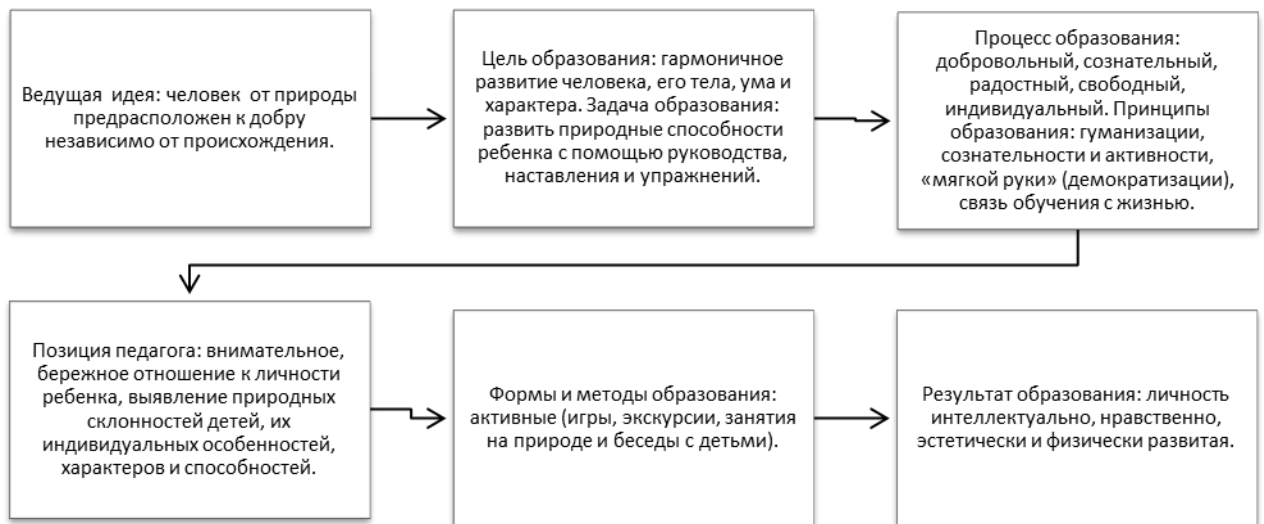 Ведущая идея: человек от природы
предрасположен к добру
независимо от происхождения.
Цель образования: гармоничное
развитие человека, его тела, ума и
характера. Задача образования:
развить природные способности
ребенка с помощью руководства,
наставления и упражнений.
Процесс образования:
добровольный, сознательный,
радостный, свободный,
индивидуальный. Принципы
образования: гуманизации,
сознательности и активности,
«мягкой руки» (демократизации),
связь обучения с жизнью.
Позиция педагога: внимательное,
бережное отношение к личности
ребенка, выявление природных
склонностей детей, их
индивидуальных особенностей,
характеров и способностей.
Формы и методы образования:
активные (игры, экскурсии, занятия
на природе и беседы с детьми).
Результат образования: личность
интеллектуально, нравственно,
эстетически и физически развитая.